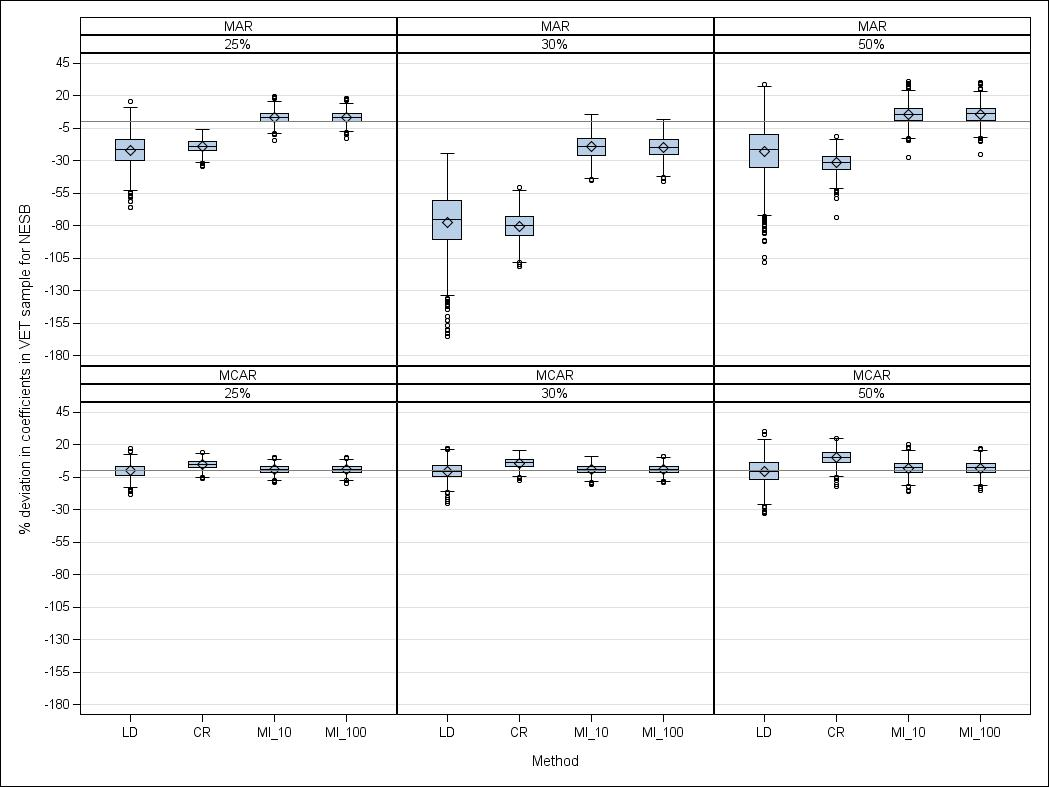 MAR MAR MAR
25% 30% 50%
45
20
-5
-30
-55
-80
-105
-130
-155
-180
MCAR MCAR MCAR
25% 30% 50%
45
20
-5
-30
-55
-80
-105
-130
-155
-180
% deviation in coefficients in VET sample for NESB
LD CR MI_10 MI_100 LD CR MI_10 MI_100 LD CR MI_10 MI_100
Method